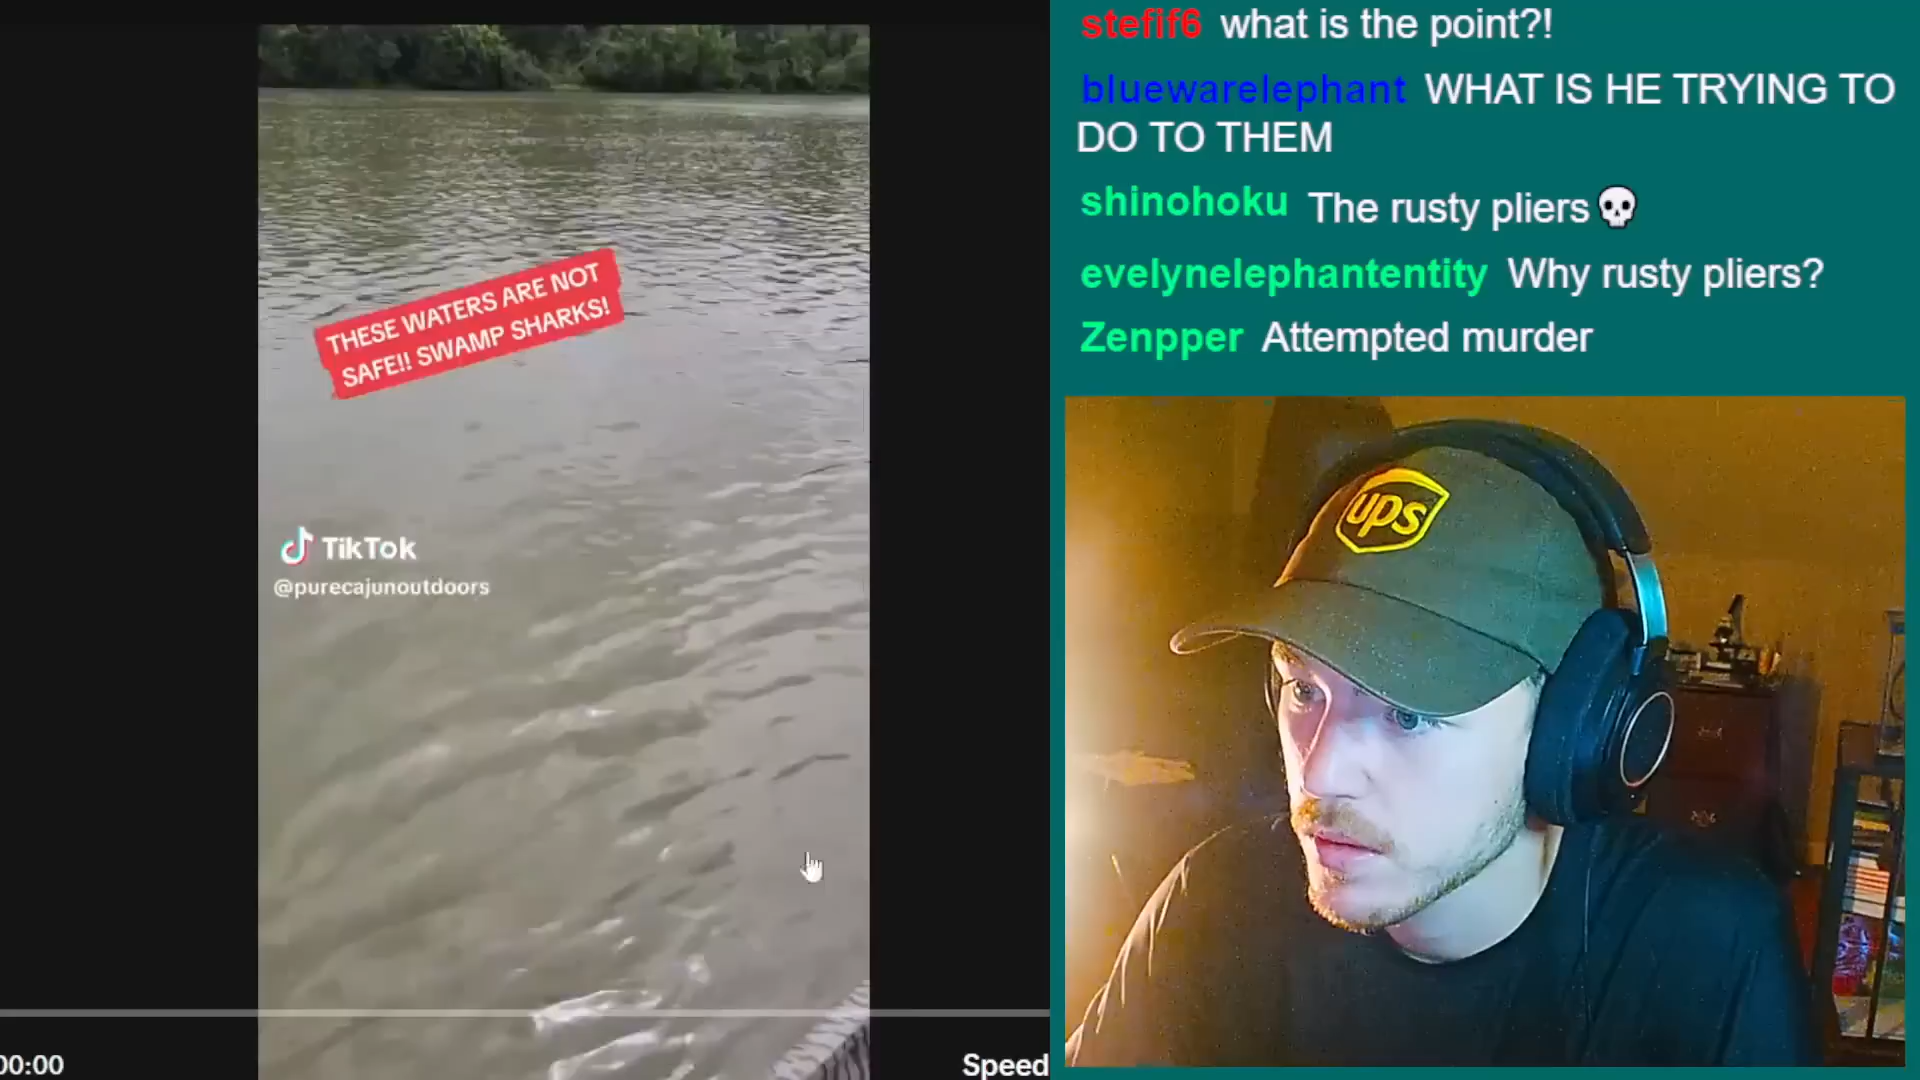 THESE WATERS ARE NOT
SAFE!! SWAMP SHARKS!
TikTok
@purecajunoutdoors
00:00
Speed
stefif6 what is the point?!
bluewarelephant WHAT IS HE TRYING TO
DO TO THEM
shinohoku The rusty pliers💀
evelynelephantentity Why rusty pliers?
Zenpper Attempted murder
ups